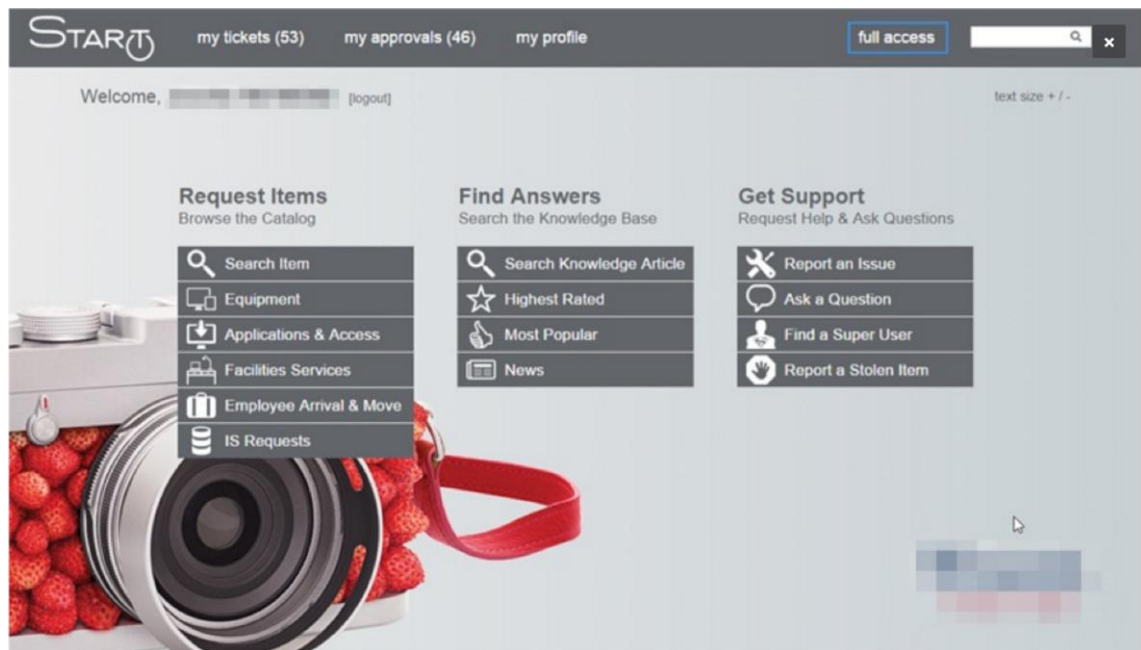 START
my tickets (53) my approvals (46) my profile full access
Welcome, [logout] text size + / -
Request Items
Browse the Catalog
Search Item
Equipment
Applications & Access
Facilities Services
Employee Arrival & Move
IS Requests
Find Answers
Search the Knowledge Base
Search Knowledge Article
Highest Rated
Most Popular
News
Get Support
Request Help & Ask Questions
Report an Issue
Ask a Question
Find a Super User
Report a Stolen Item